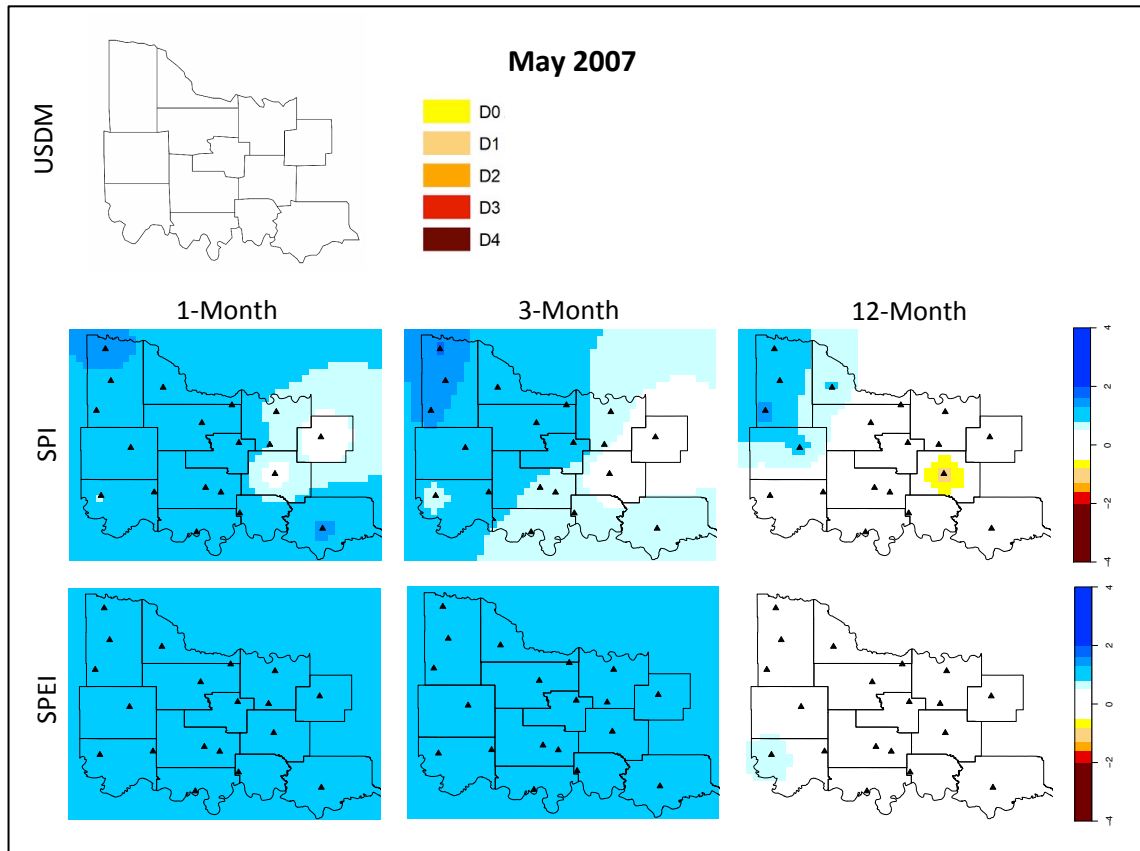 May 2007
USDM
D0
D1
D2
D3
D4
1-Month
3-Month
12-Month
SPI
4
2
0
-2
-4
SPEI
4
2
0
-2
-4